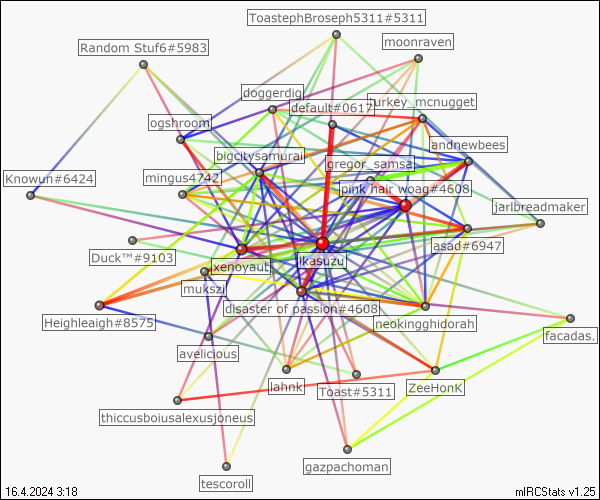 ToastephBroseph5311#5311
moonraven
Random Stuf6#5983
doggerdig
default#0617
turkey_mcnugget
ogshroom
andnewbees
bigcitysamurai
gregor_samsa.
Knowun#6424
mingus4742
pink hair woag#4608
jarlbreadmaker
asad#6947
Duck™#9103
xenoyaut
ikasuzu
mukszi
disaster of passion#4608
Heighleaigh#8575
neokingghidorah
facadas.
avelicious
lahnk
Toast#5311
ZeeHonK
thiccusboiusalexusjoneus
gazpachoman
tescoroll
16.4.2024 3:18
mIRCStats v1.25